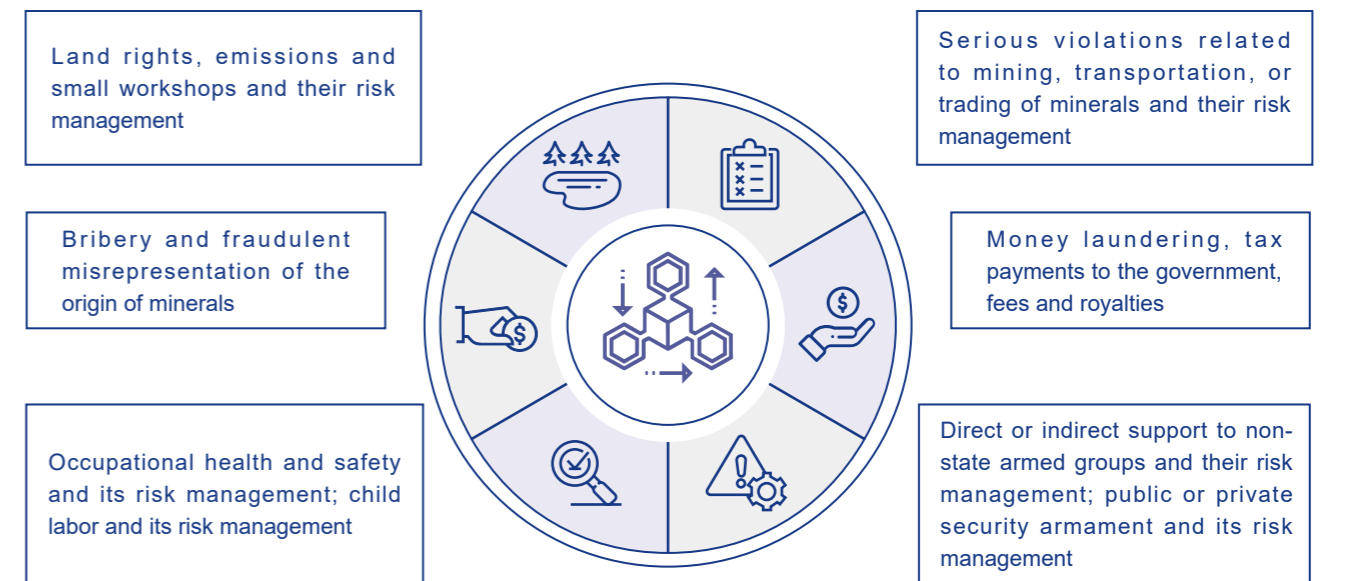 Land rights, emissions and
small workshops and their risk
management
Serious violations related
to mining, transportation, or
trading of minerals and their risk
management
Bribery and fraudulent
misrepresentation of the
origin of minerals
Money laundering, tax
payments to the government,
fees and royalties
Occupational health and safety
and its risk management; child
labor and its risk management
Direct or indirect support to non-
state armed groups and their risk
management; public or private
security armament and its risk
management